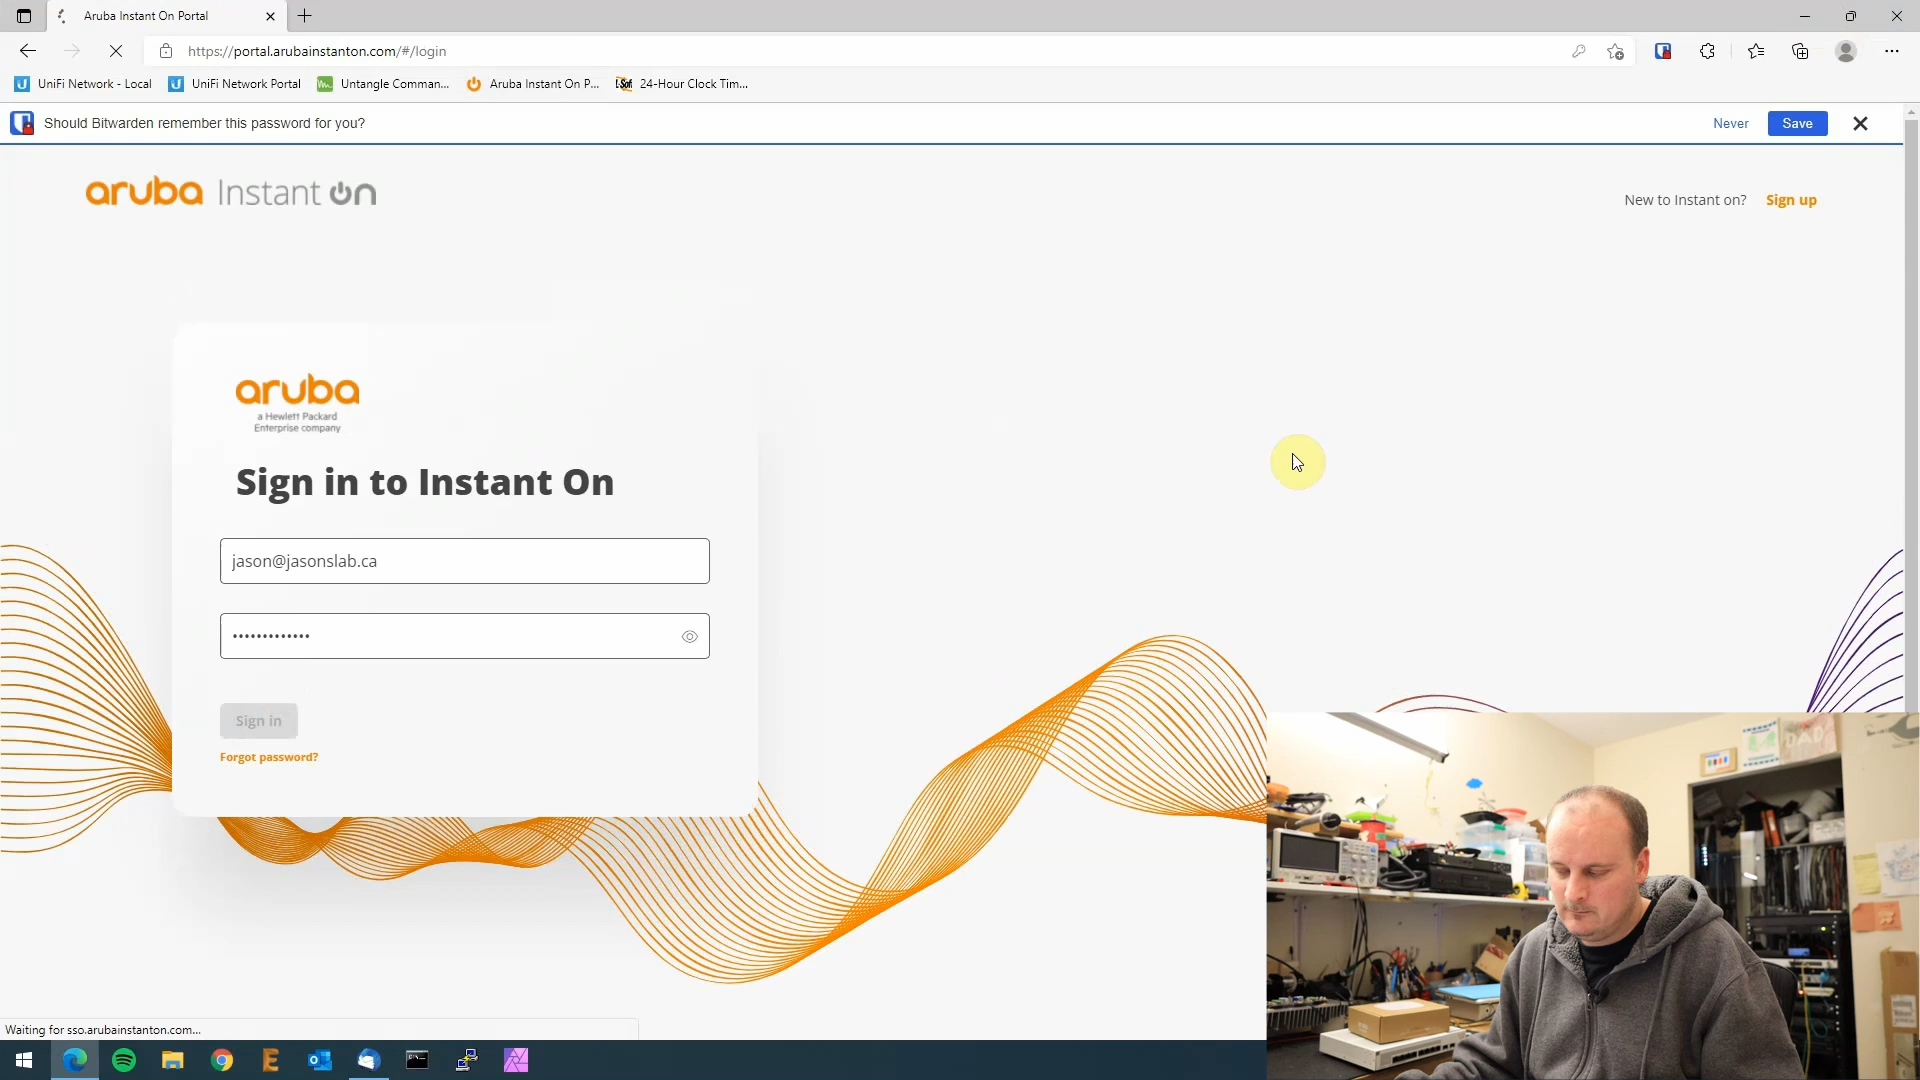 Aruba Instant On Portal
https://portal.arubainstanton.com/#/login
UniFi Network - Local
UniFi Network Portal
Untangle Comman...
Aruba Instant On P...
24-Hour Clock Tim...
Should Bitwarden remember this password for you?
Never
Save
aruba Instant On
New to Instant on?
Sign up
aruba
a Hewlett Packard
Enterprise company
Sign in to Instant On
jason@jasonslab.ca
•••••••••••••
Sign in
Forgot password?
DAD
Waiting for sso.arubainstanton.com...